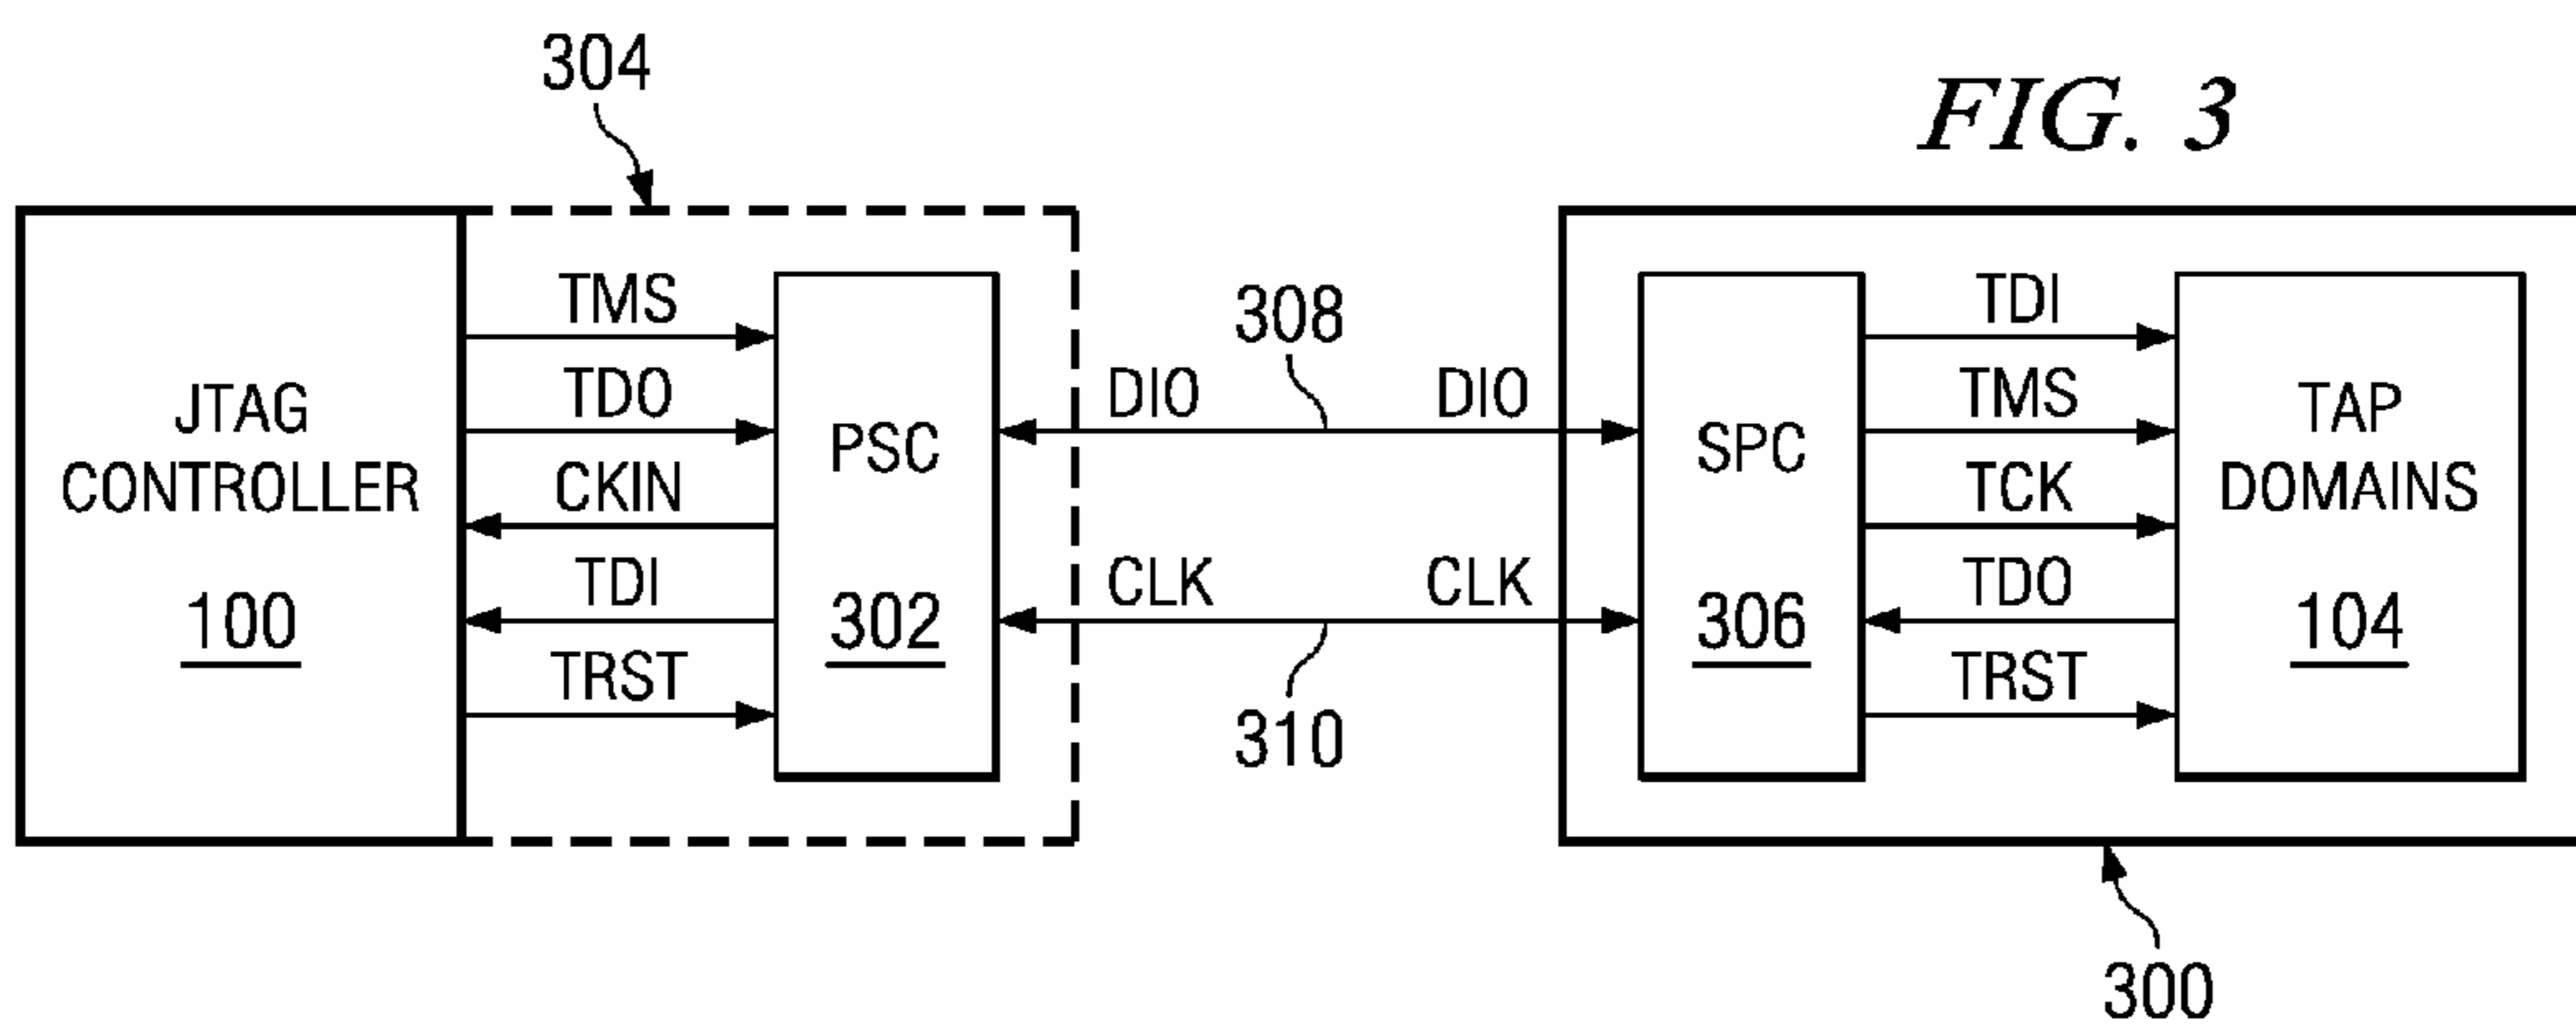 304
FIG. 3
TMS
TDO
CKIN
TDI
TRST
JTAG
CONTROLLER
100
PSC
302
308
DIO DIO
CLK CLK
310
SPC
306
TDI
TMS
TCK
TDO
TRST
TAP
DOMAINS
104
300